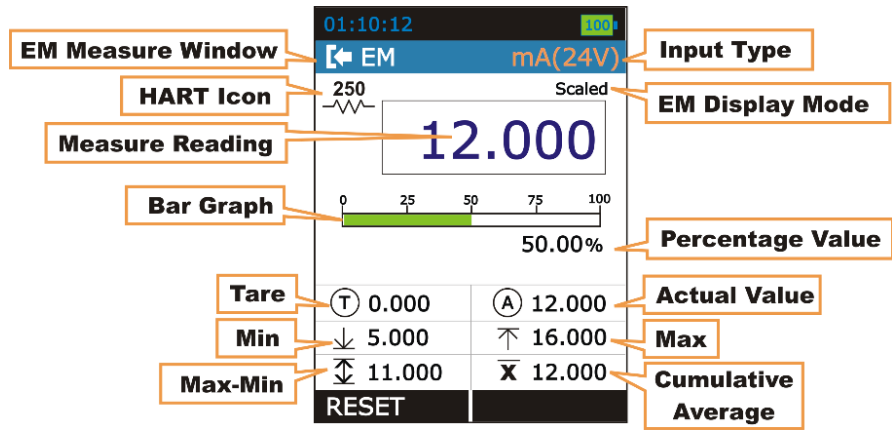 01:10:12
100
EM Measure Window
EM
mA(24V)
Input Type
HART Icon
250
Scaled
EM Display Mode
Measure Reading
12.000
Bar Graph
0 25 50 75 100
50.00%
Percentage Value
Tare
T 0.000
A 12.000
Actual Value
Min
5.000
16.000
Max
Max-Min
11.000
X 12.000
Cumulative
Average
RESET